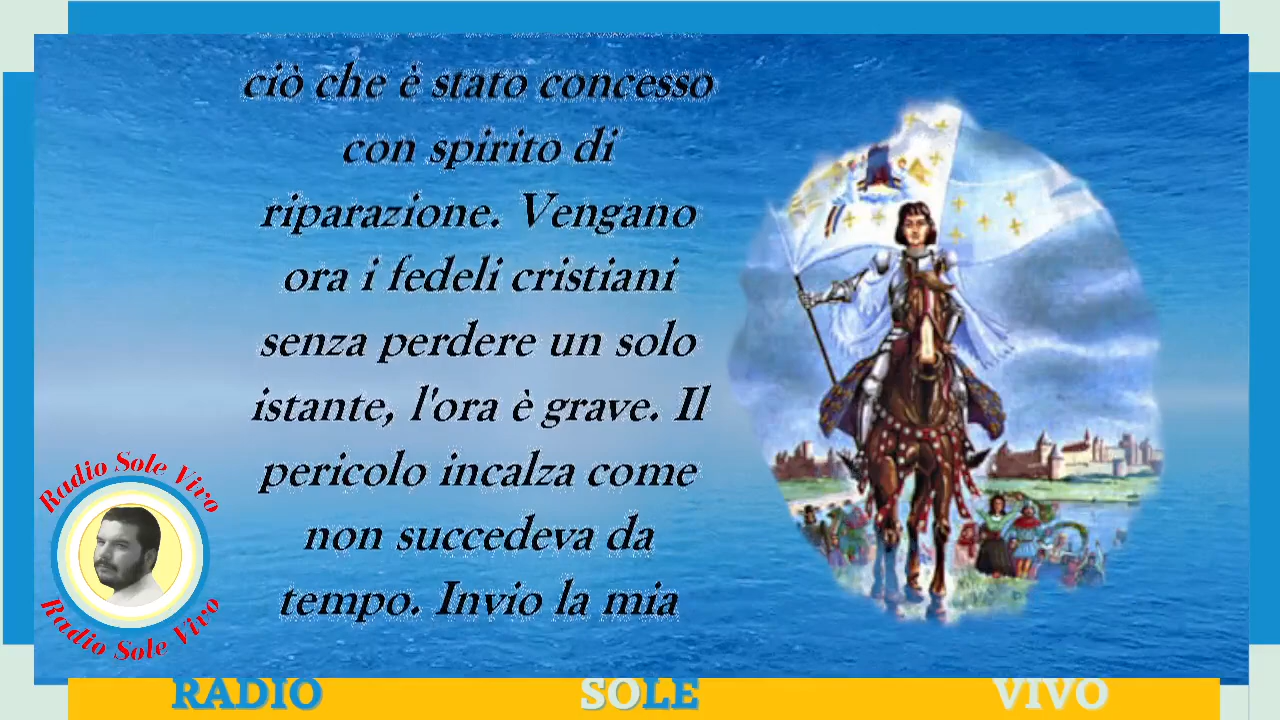 ciò che è stato concesso
con spirito di
riparazione. Vengano
ora i fedeli cristiani
senza perdere un solo
istante, l'ora è grave. Il
pericolo incalza come
non succedeva da
tempo. Invio la mia
Radio Sole Vivo
Radio Sole Vivo
RADIO SOLE VIVO